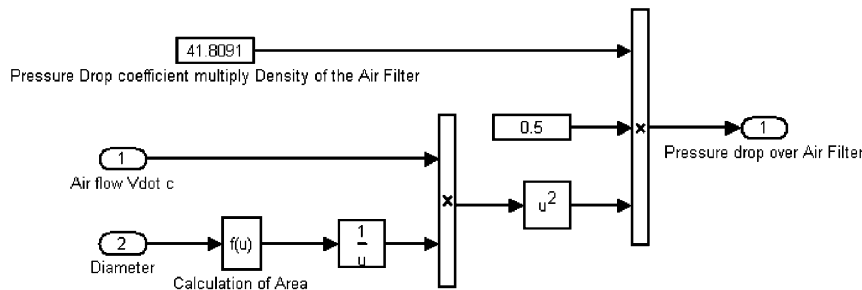 41.8091
Pressure Drop coefficient multiply Density of the Air Filter
0.5
×
1
Pressure drop over Air Filter
1
Air flow Vdot c
×
u²
2
Diameter
f(u)
Calculation of Area
1
u